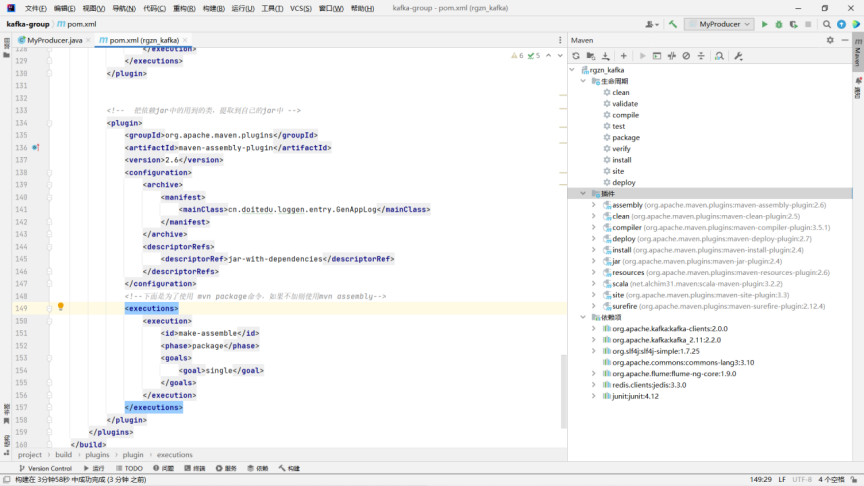 文件(F) 编辑(E) 视图(V) 导航(N) 代码(C) 重构(R) 构建(B) 运行(U) 工具(T) VCS(S) 窗口(W) 帮助(H) kafka-group - pom.xml (rgzn_kafka)
kafka-group pom.xml MyProducer
MyProducer.java pom.xml (rgzn_kafka)
6 5
128 </execution>
129 </executions>
130 </plugin>
131
132
133 <!-- 把依赖jar中的用到的类，提取到自己的jar中 -->
134 <plugin>
135 <groupId>org.apache.maven.plugins</groupId>
136 <artifactId>maven-assembly-plugin</artifactId>
137 <version>2.6</version>
138 <configuration>
139 <archive>
140 <manifest>
141 <mainClass>cn.doitedu.loggen.entry.GenAppLog</mainClass>
142 </manifest>
143 </archive>
144 <descriptorRefs>
145 <descriptorRef>jar-with-dependencies</descriptorRef>
146 </descriptorRefs>
147 </configuration>
148 <!--下面是为了使用 mvn package命令，如果不加则使用mvn assembly-->
149 <executions>
150 <execution>
151 <id>make-assemble</id>
152 <phase>package</phase>
153 <goals>
154 <goal>single</goal>
155 </goals>
156 </execution>
157 </executions>
158 </plugin>
159 </plugins>
160 </build>
project › build › plugins › plugin › executions
Maven
rgzn_kafka
生命周期
clean
validate
compile
test
package
verify
install
site
deploy
插件
assembly (org.apache.maven.plugins:maven-assembly-plugin:2.6)
clean (org.apache.maven.plugins:maven-clean-plugin:2.5)
compiler (org.apache.maven.plugins:maven-compiler-plugin:3.5.1)
deploy (org.apache.maven.plugins:maven-deploy-plugin:2.7)
install (org.apache.maven.plugins:maven-install-plugin:2.4)
jar (org.apache.maven.plugins:maven-jar-plugin:2.4)
resources (org.apache.maven.plugins:maven-resources-plugin:2.6)
scala (net.alchim31.maven:scala-maven-plugin:3.2.2)
site (org.apache.maven.plugins:maven-site-plugin:3.3)
surefire (org.apache.maven.plugins:maven-surefire-plugin:2.12.4)
依赖项
org.apache.kafka:kafka-clients:2.0.0
org.apache.kafka:kafka_2.11:2.2.0
org.slf4j:slf4j-simple:1.7.25
org.apache.commons:commons-lang3:3.10
org.apache.flume:flume-ng-core:1.9.0
redis.clients:jedis:3.3.0
junit:junit:4.12
Maven
通知
项目
书签
结构
Version Control 运行 TODO 问题 终端 服务 依赖 构建
构建在 3分钟58秒 中成功完成 (3 分钟 之前) 149:29 LF UTF-8 4 个空格